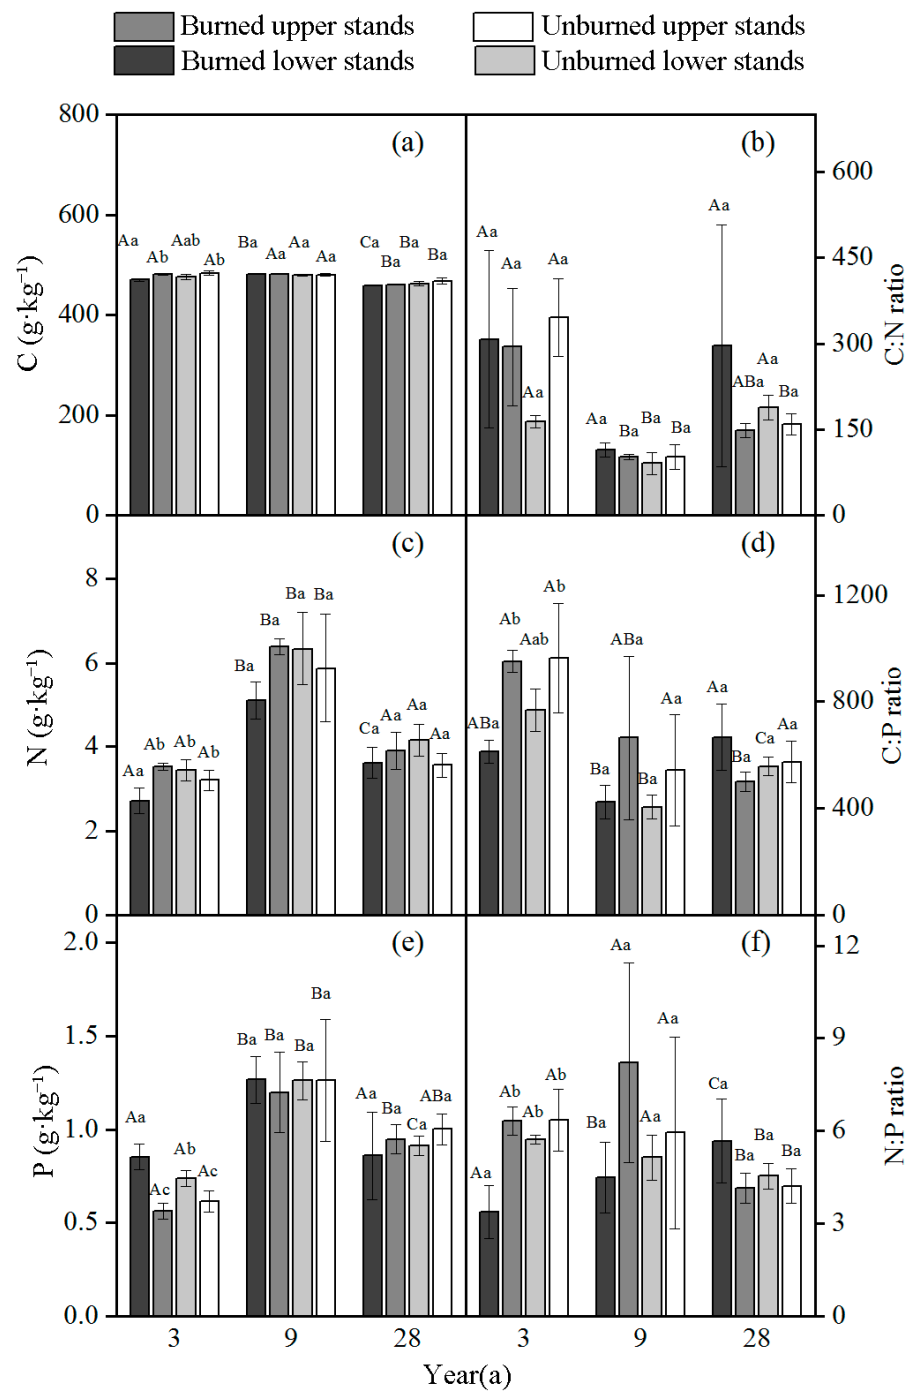 Burned upper stands Unburned upper stands
Burned lower stands Unburned lower stands
(a) (b)
C (g·kg⁻¹)
800
600
400
200
0
Aa Ab Aab Ab Ba Aa Aa Aa Ca Ba Ba Ba
Aa Aa Aa Aa Aa Ba Ba Ba Aa ABa Aa Ba
600
450
300
150
0
C:N ratio
(c) (d)
N (g·kg⁻¹)
8
6
4
2
0
Aa Ab Ab Ab Ba Ba Ba Ba Ca Aa Aa Aa
ABa Ab Aab Ab Ba ABa Ba Aa Aa Ba Ca Aa
1200
800
400
0
C:P ratio
(e) (f)
P (g·kg⁻¹)
2.0
1.5
1.0
0.5
0.0
Aa Ac Ab Ac Ba Ba Ba Ba Aa Ba Ca ABa
Aa Ab Ab Ab Ba Aa Aa Aa Ca Ba Ba Ba
12
9
6
3
0
N:P ratio
3 9 28 3 9 28
Year(a)